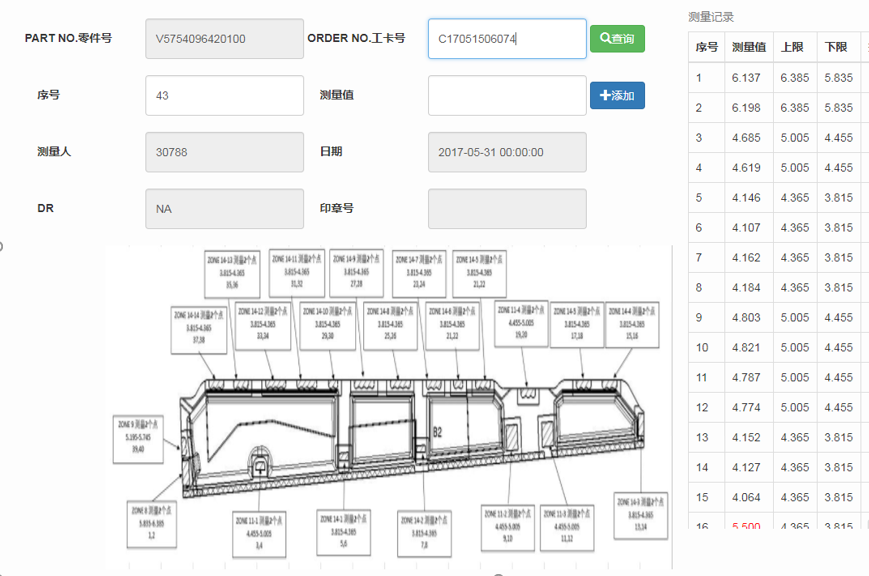 PART NO.零件号
V5754096420100
ORDER NO.工卡号
C17051506074
查询
序号
43
测量值
添加
测量人
30788
日期
2017-05-31 00:00:00
DR
NA
印章号
测量记录
序号 测量值 上限 下限
1 6.137 6.385 5.835
2 6.198 6.385 5.835
3 4.685 5.005 4.455
4 4.619 5.005 4.455
5 4.146 4.365 3.815
6 4.107 4.365 3.815
7 4.162 4.365 3.815
8 4.184 4.365 3.815
9 4.803 5.005 4.455
10 4.821 5.005 4.455
11 4.787 5.005 4.455
12 4.774 5.005 4.455
13 4.152 4.365 3.815
14 4.127 4.365 3.815
15 4.064 4.365 3.815
16 5.500 4.365 3.815
ZONE 14-13 测量2个点
3.815-4.365
35,36
ZONE 14-11 测量2个点
3.815-4.365
31,32
ZONE 14-9 测量2个点
3.815-4.365
27,28
ZONE 14-7 测量2个点
3.815-4.365
23,24
ZONE 14-5 测量2个点
3.815-4.365
21,22
ZONE 14-14 测量2个点
3.815-4.365
37,38
ZONE 14-12 测量2个点
3.815-4.365
33,34
ZONE 14-10 测量2个点
3.815-4.365
29,30
ZONE 14-8 测量2个点
3.815-4.365
25,26
ZONE 14-6 测量2个点
3.815-4.365
21,22
ZONE 11-4 测量2个点
4.455-5.005
19,20
ZONE 14-5 测量2个点
3.815-4.365
17,18
ZONE 14-4 测量2个点
3.815-4.365
15,16
ZONE 9 测量2个点
5.195-5.745
39,40
B2
ZONE 8 测量2个点
5.835-6.385
1,2
ZONE 11-1 测量2个点
4.455-5.005
3,4
ZONE 14-1 测量2个点
3.815-4.365
5,6
ZONE 14-2 测量2个点
3.815-4.365
7,8
ZONE 11-2 测量2个点
4.455-5.005
9,10
ZONE 11-3 测量2个点
4.455-5.005
11,12
ZONE 14-3 测量2个点
3.815-4.365
13,14